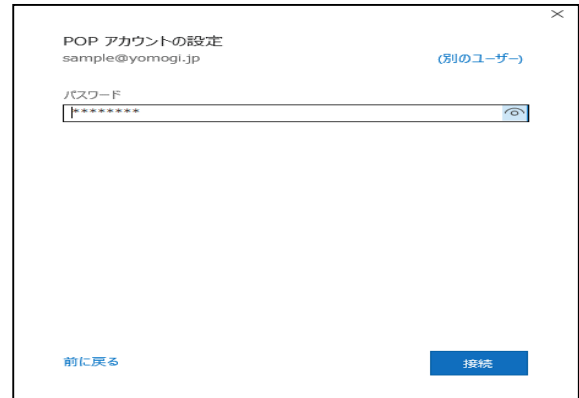 POP アカウントの設定
sample@yomogi.jp
(別のユーザー)
パスワード
********
前に戻る
接続